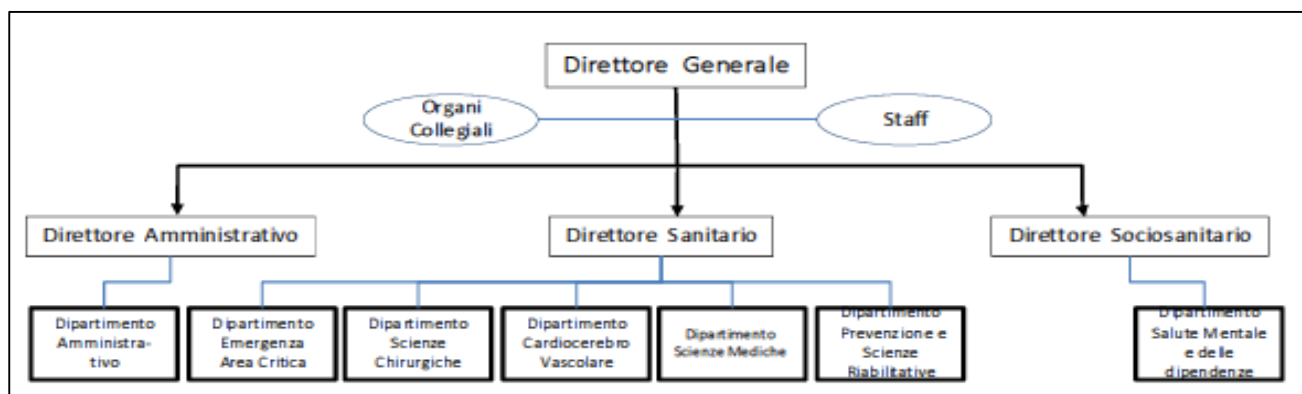 Direttore Generale
Organi
Collegiali
Staff
Direttore Amministrativo
Direttore Sanitario
Direttore Sociosanitario
Dipartimento
Amministra-
tivo
Dipartimento
Emergenza
Area Critica
Dipartimento
Scienze
Chirurgiche
Dipartimento
Cardiocerebro
Vascolare
Dipartimento
Scienze Mediche
Dipartimento
Prevenzione e
Scienze
Riabilitative
Dipartimento
Salute Mentale
e delle
dipendenze